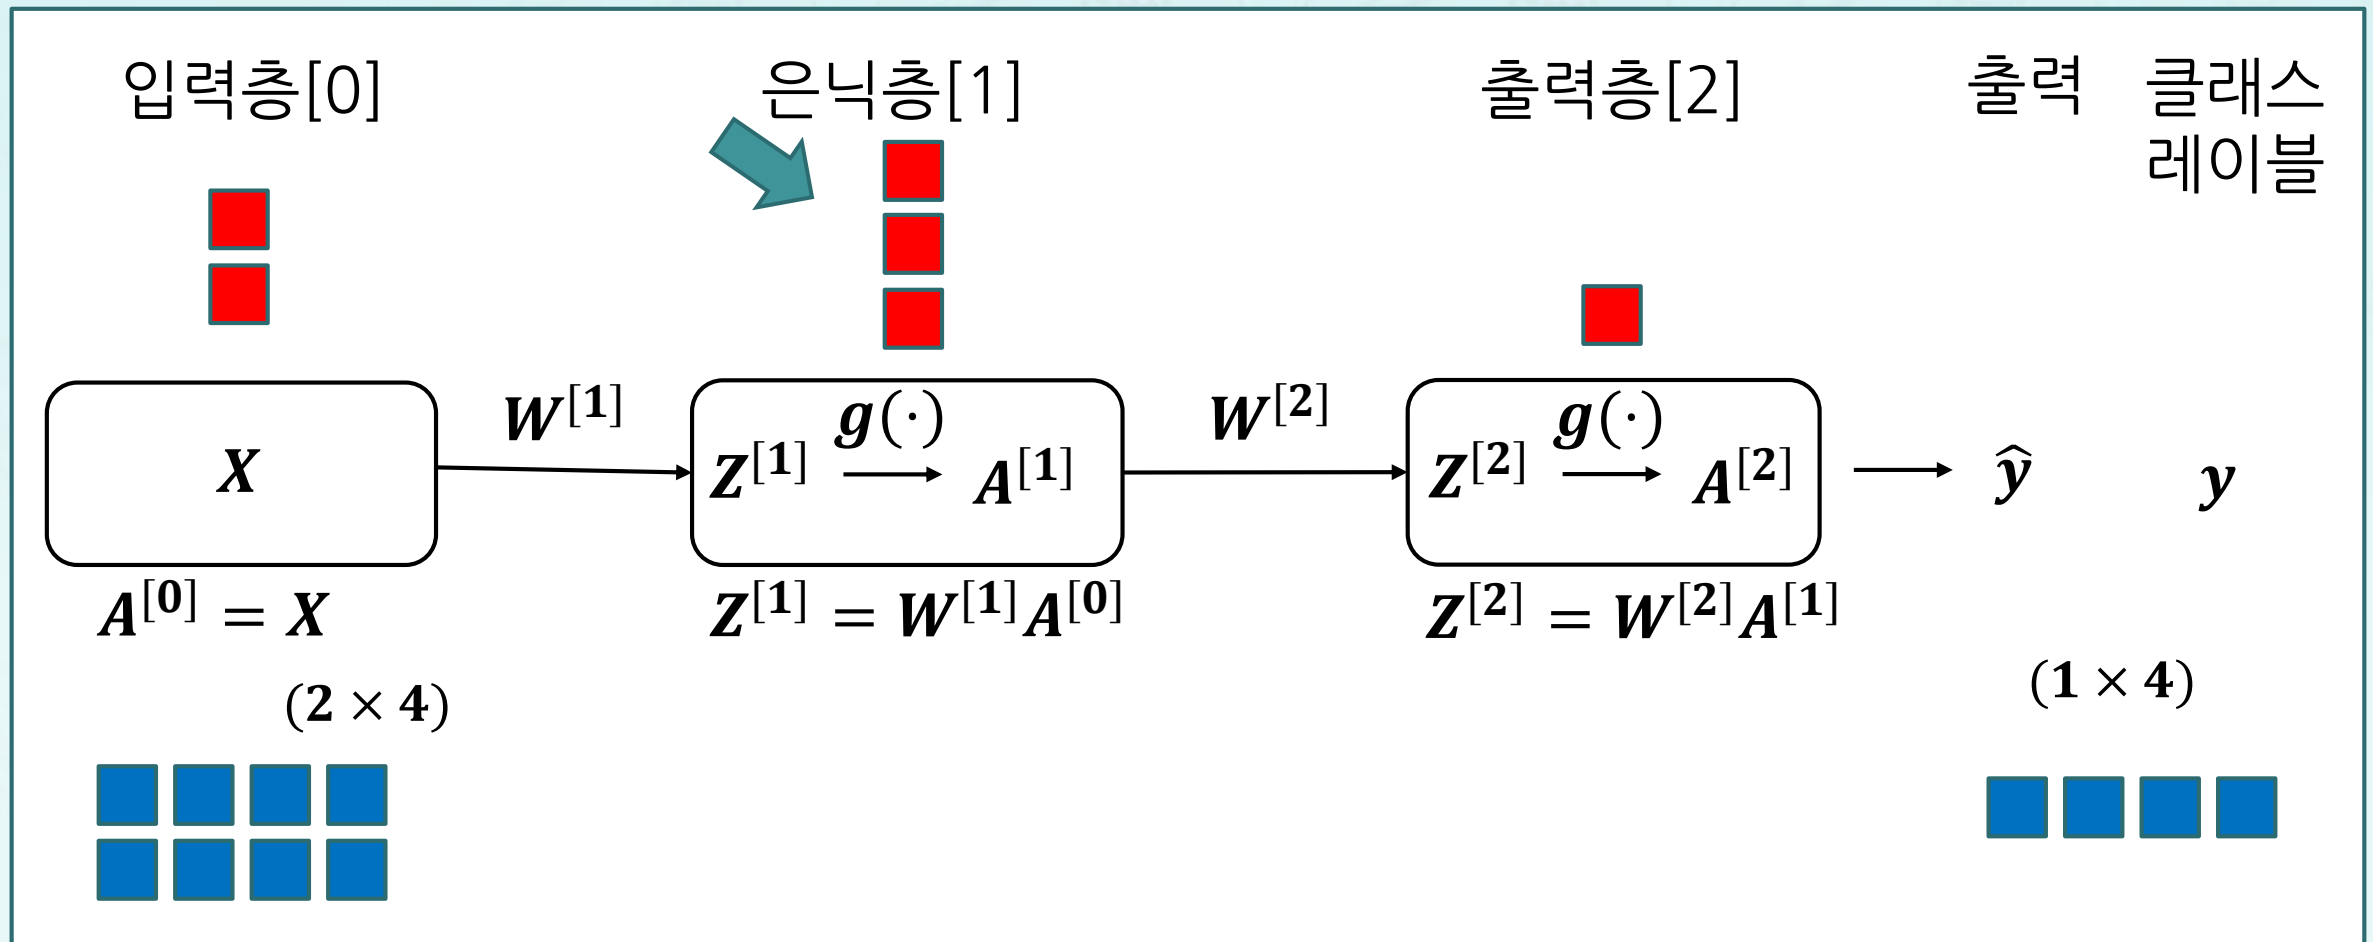 입력층[0] 은닉층[1] 출력층[2] 출력 클래스
레이블
W^[1] W^[2]
X Z^[1] g(·) → A^[1] Z^[2] g(·) → A^[2] → ŷ y
A^[0] = X Z^[1] = W^[1]A^[0] Z^[2] = W^[2]A^[1]
(2 × 4) (1 × 4)